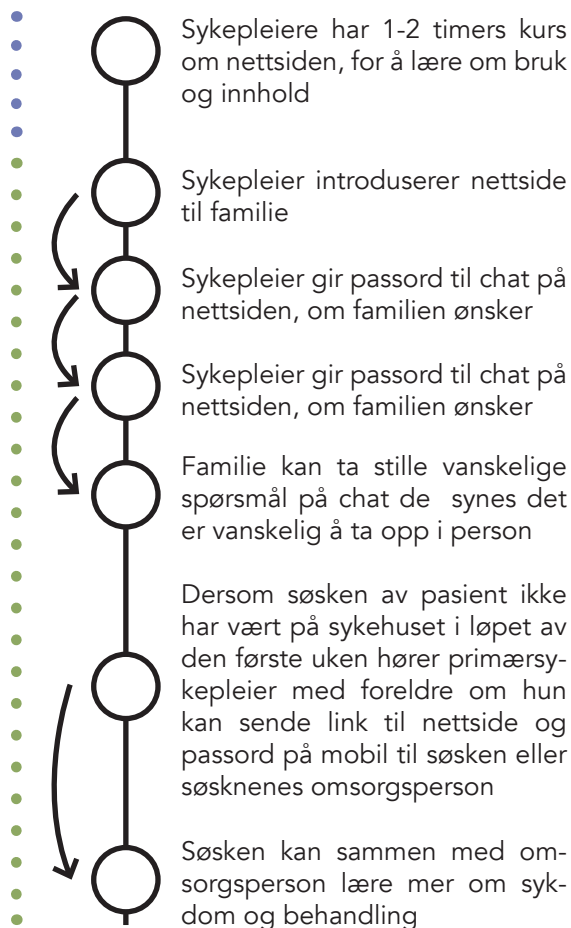 Sykepleiere har 1-2 timers kurs
om nettsiden, for å lære om bruk
og innhold
Sykepleier introduserer nettside
til familie
Sykepleier gir passord til chat på
nettsiden, om familien ønsker
Sykepleier gir passord til chat på
nettsiden, om familien ønsker
Familie kan ta stille vanskelige
spørsmål på chat de synes det
er vanskelig å ta opp i person
Dersom søsken av pasient ikke
har vært på sykehuset i løpet av
den første uken hører primærsy-
kepleier med foreldre om hun
kan sende link til nettside og
passord på mobil til søsken eller
søsknenes omsorgsperson
Søsken kan sammen med om-
sorgsperson lære mer om syk-
dom og behandling